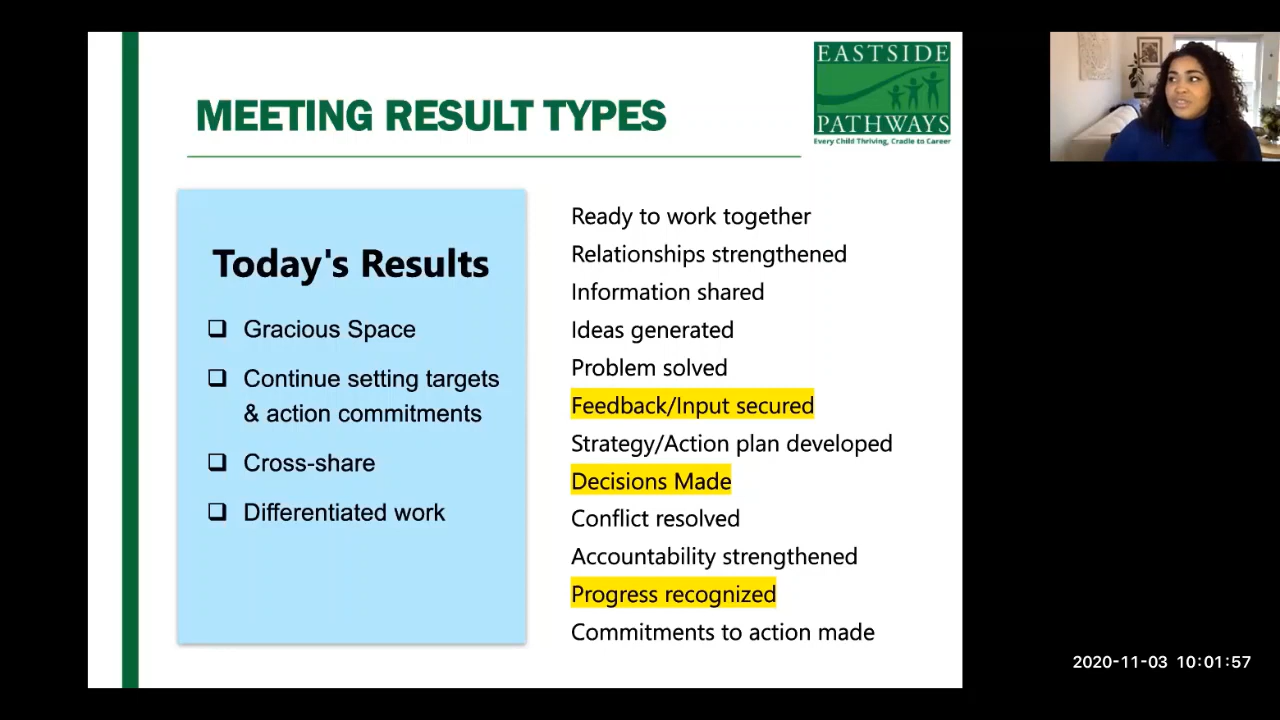 MEETING RESULT TYPES
EASTSIDE
PATHWAYS
Every Child Thriving, Cradle to Career
Today's Results
Gracious Space
Continue setting targets
& action commitments
Cross-share
Differentiated work
Ready to work together
Relationships strengthened
Information shared
Ideas generated
Problem solved
Feedback/Input secured
Strategy/Action plan developed
Decisions Made
Conflict resolved
Accountability strengthened
Progress recognized
Commitments to action made
2020-11-03 10:01:57